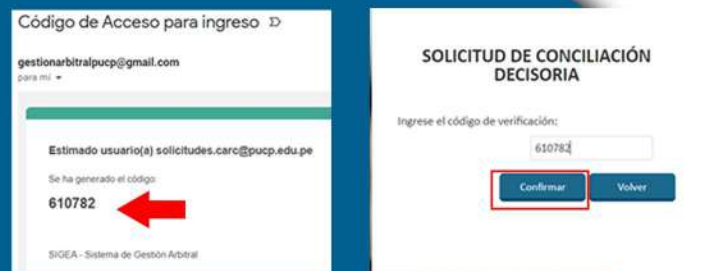 Código de Acceso para ingreso
gestionarbitralpucp@gmail.com
para mí
Estimado usuario(a) solicitudes.carc@pucp.edu.pe
Se ha generado el código:
610782
SIGEA - Sistema de Gestión Arbitral
SOLICITUD DE CONCILIACIÓN
DECISORIA
Ingrese el código de verificación:
610782
Confirmar Volver